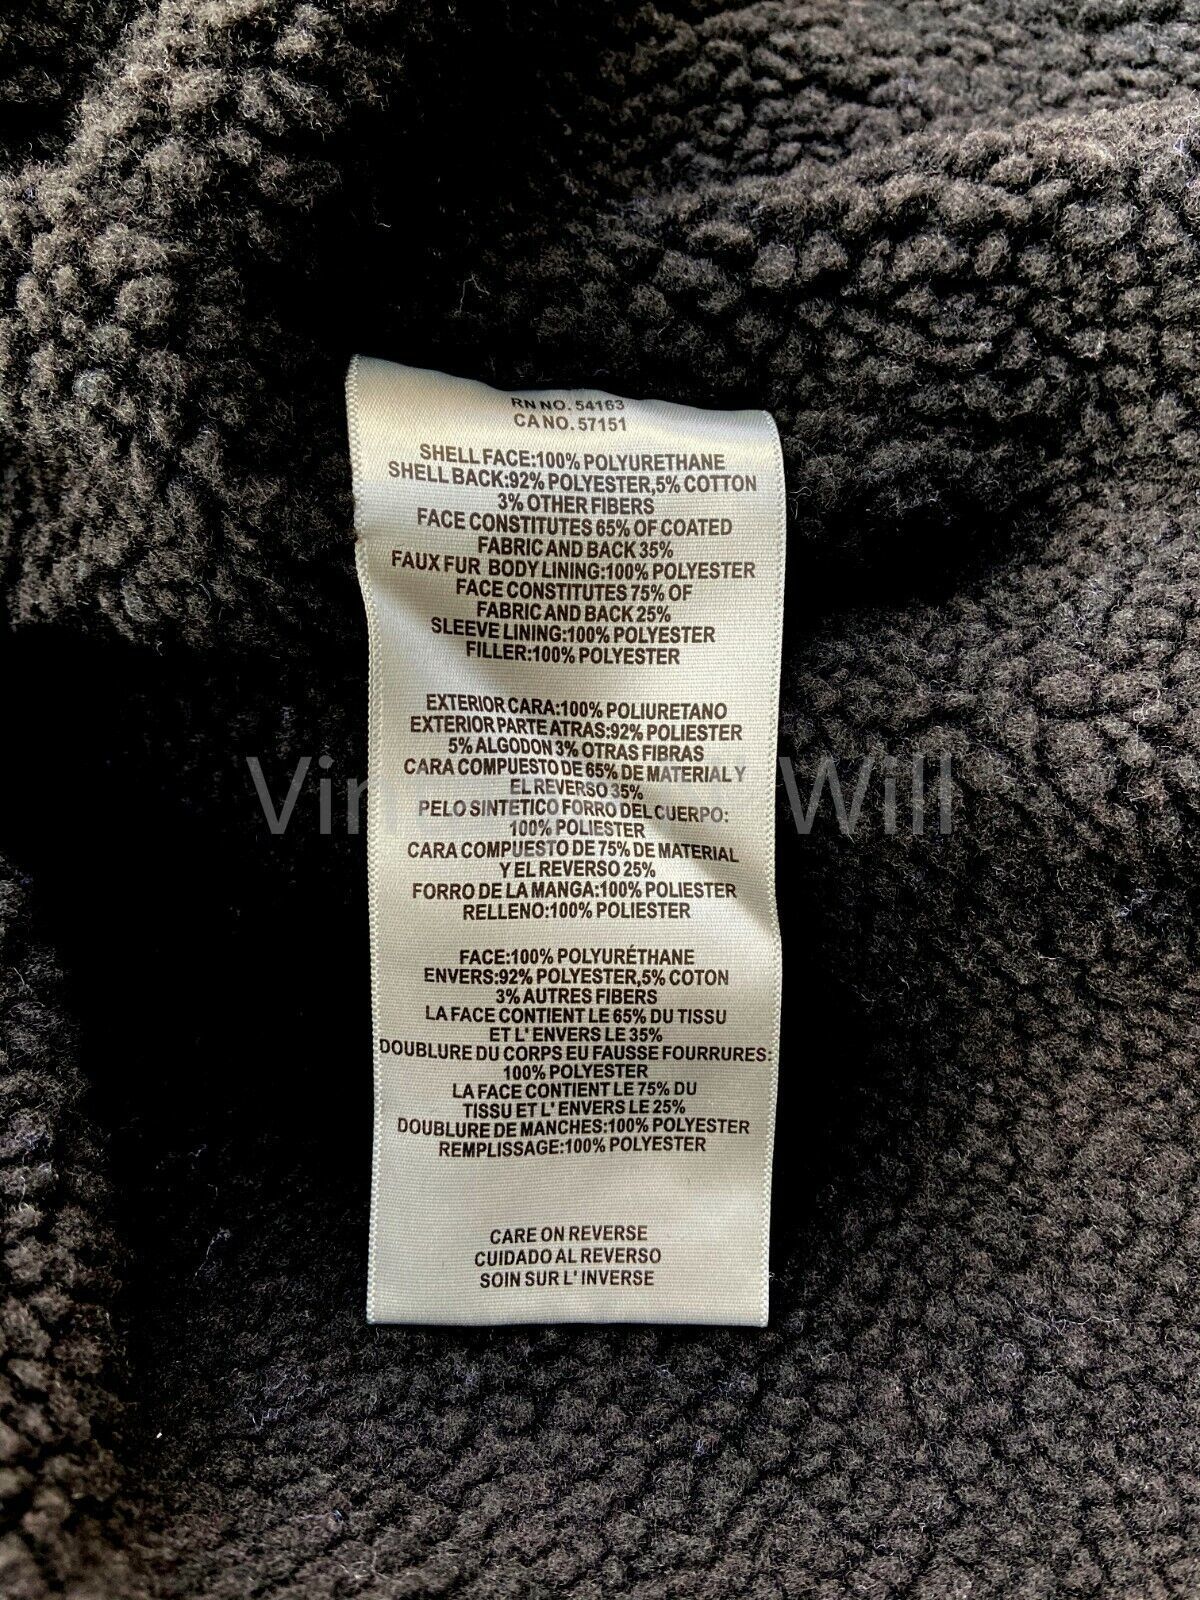 RN NO. 54163
CA NO. 57151
SHELL FACE:100% POLYURETHANE
SHELL BACK:92% POLYESTER,5% COTTON
3% OTHER FIBERS
FACE CONSTITUTES 65% OF COATED
FABRIC AND BACK 35%
FAUX FUR BODY LINING:100% POLYESTER
FACE CONSTITUTES 75% OF
FABRIC AND BACK 25%
SLEEVE LINING:100% POLYESTER
FILLER:100% POLYESTER
EXTERIOR CARA:100% POLIURETANO
EXTERIOR PARTE ATRAS:92% POLIESTER
5% ALGODON 3% OTRAS FIBRAS
CARA COMPUESTO DE 65% DE MATERIAL Y
EL REVERSO 35%
PELO SINTETICO FORRO DEL CUERPO:
100% POLIESTER
CARA COMPUESTO DE 75% DE MATERIAL
Y EL REVERSO 25%
FORRO DE LA MANGA:100% POLIESTER
RELLENO:100% POLIESTER
FACE:100% POLYURÉTHANE
ENVERS:92% POLYESTER,5% COTON
3% AUTRES FIBERS
LA FACE CONTIENT LE 65% DU TISSU
ET L' ENVERS LE 35%
DOUBLURE DU CORPS EU FAUSSE FOURRURES:
100% POLYESTER
LA FACE CONTIENT LE 75% DU
TISSU ET L' ENVERS LE 25%
DOUBLURE DE MANCHES:100% POLYESTER
REMPLISSAGE:100% POLYESTER
CARE ON REVERSE
CUIDADO AL REVERSO
SOIN SUR L' INVERSE
Will